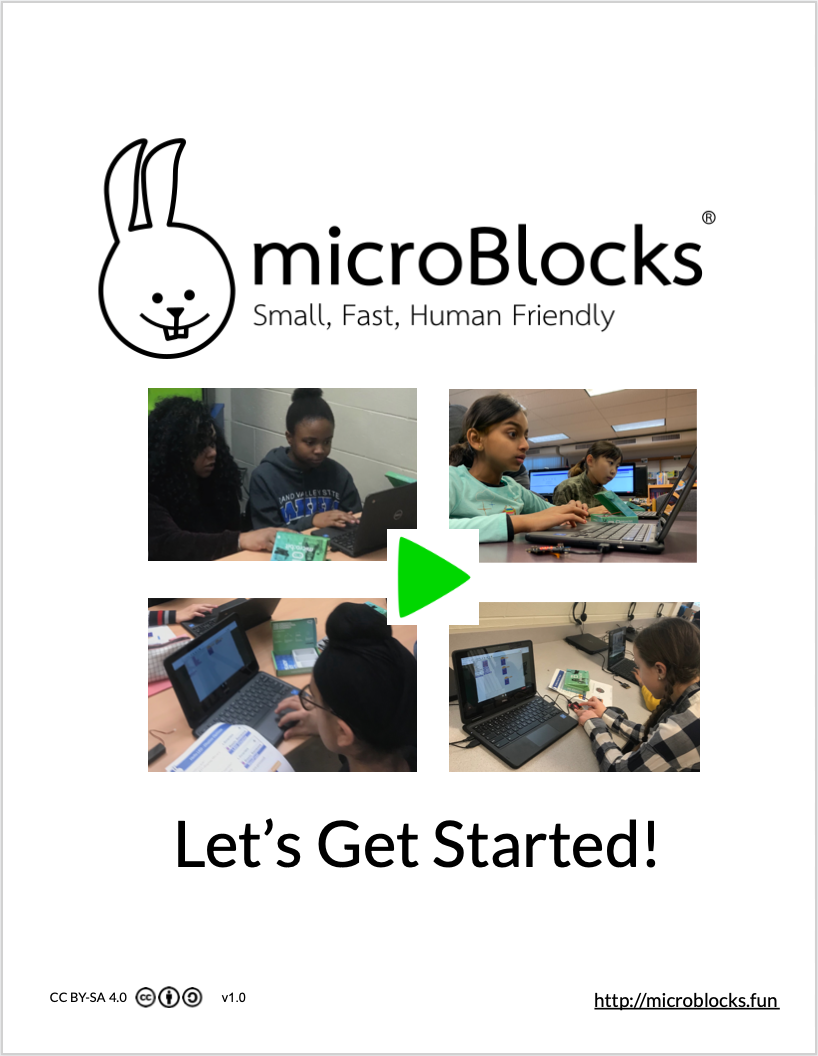 microBlocks®
Small, Fast, Human Friendly
Let's Get Started!
CC BY-SA 4.0
v1.0
http://microblocks.fun